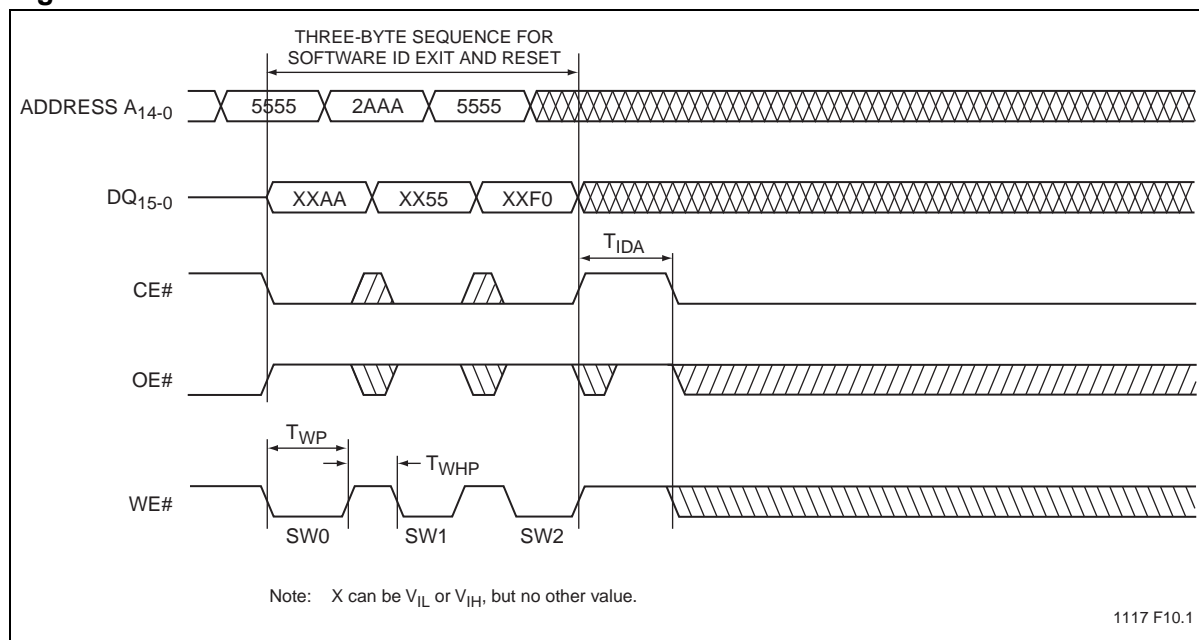 THREE-BYTE SEQUENCE FOR
SOFTWARE ID EXIT AND RESET
ADDRESS A14-0
5555
2AAA
5555
DQ15-0
XXAA
XX55
XXF0
TIDA
CE#
OE#
TWP
TWHP
WE#
SW0
SW1
SW2
Note: X can be VIL or VIH, but no other value.
1117 F10.1